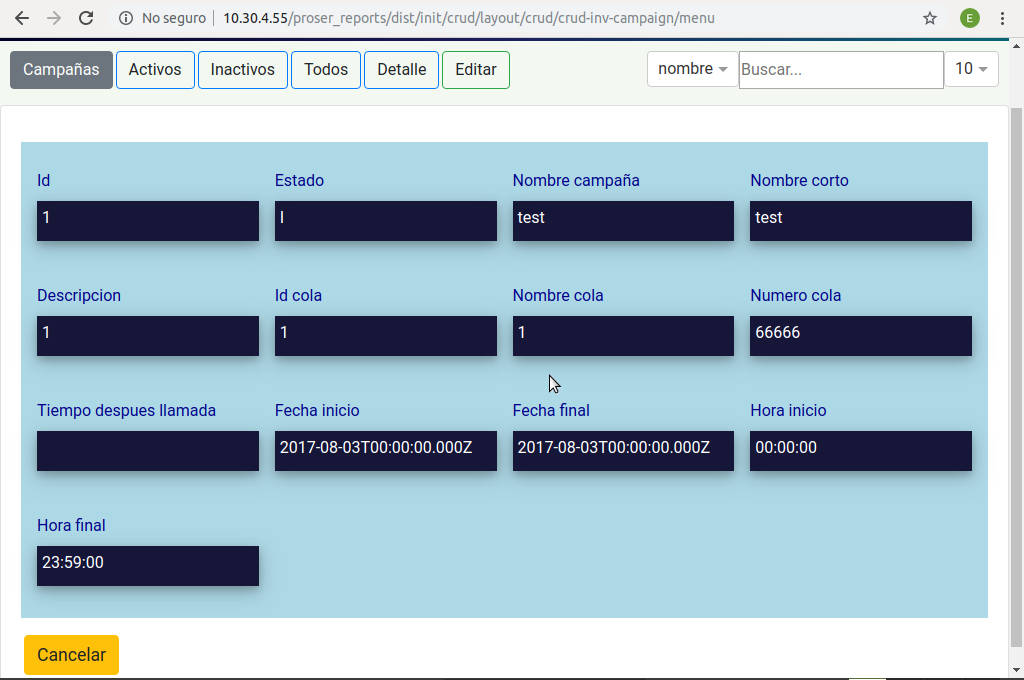 No seguro 10.30.4.55/proser_reports/dist/init/crud/layout/crud/crud-inv-campaign/menu E
Campañas Activos Inactivos Todos Detalle Editar nombre Buscar... 10
Id Estado Nombre campaña Nombre corto
1 I test test
Descripcion Id cola Nombre cola Numero cola
1 1 1 66666
Tiempo despues llamada Fecha inicio Fecha final Hora inicio
2017-08-03T00:00:00.000Z 2017-08-03T00:00:00.000Z 00:00:00
Hora final
23:59:00
Cancelar